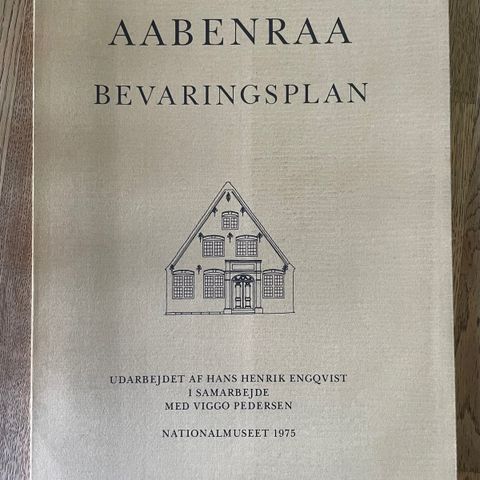 AABENRAA
BEVARINGSPLAN
UDARBEJDET AF HANS HENRIK ENGQVIST
I SAMARBEJDE
MED VIGGO PEDERSEN
NATIONALMUSEET 1975